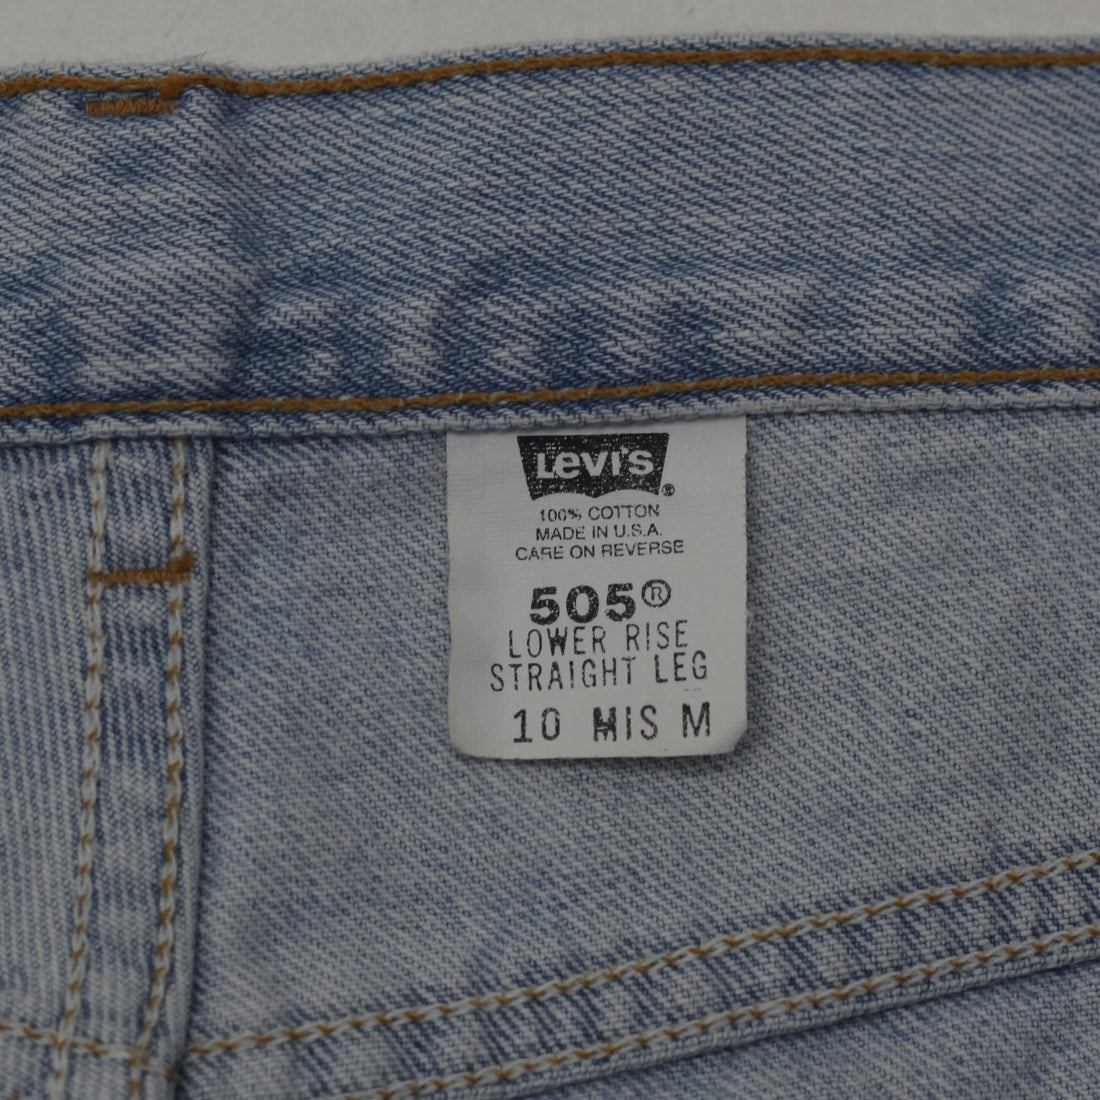 LEVI'S®
100% COTTON
MADE IN U.S.A.
CARE ON REVERSE
505®
LOWER RISE
STRAIGHT LEG
10 MIS M